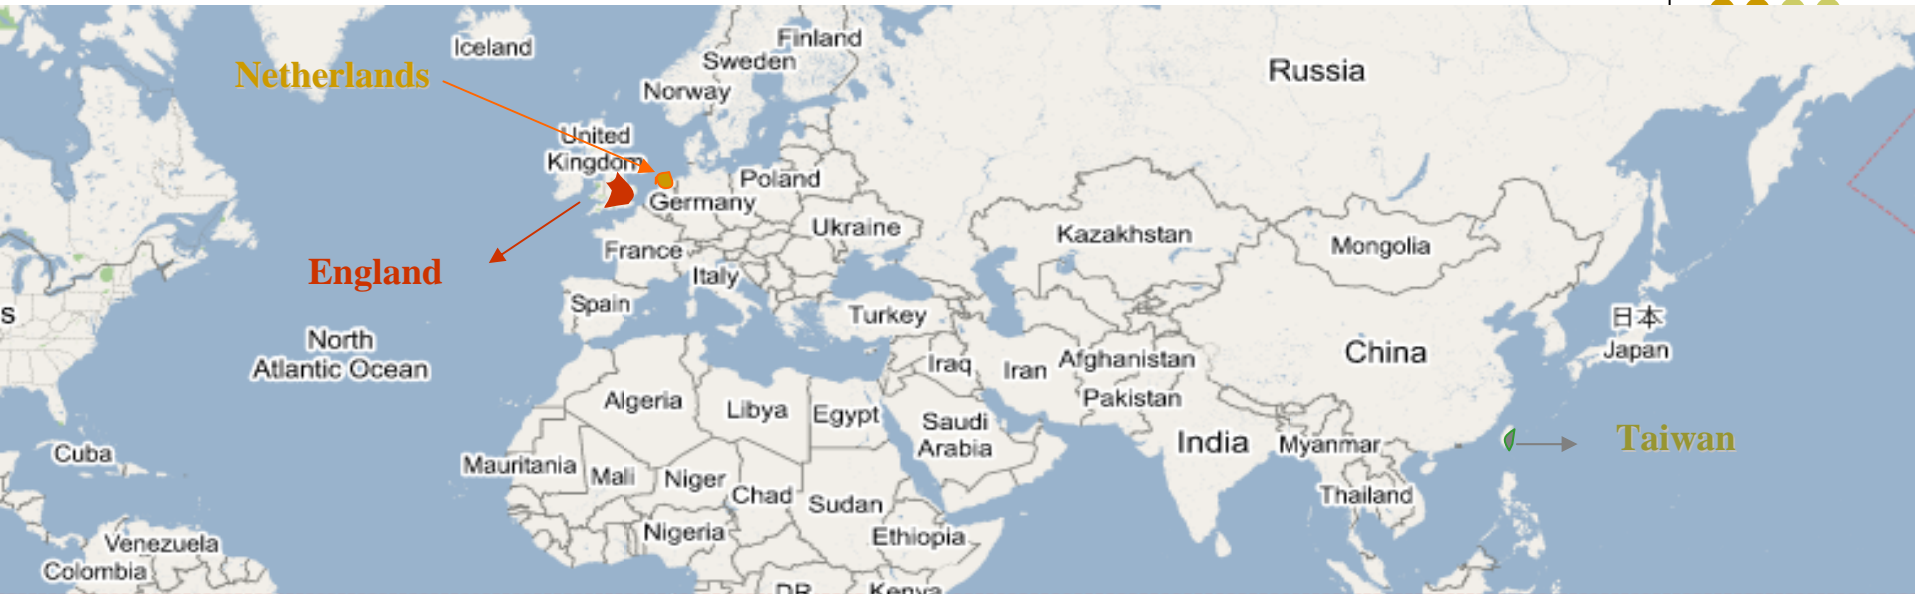 Iceland
Finland
Sweden
Norway
Russia
Netherlands
United
Kingdom
Poland
Germany
Ukraine
Kazakhstan
Mongolia
France
England
Italy
Spain
Turkey
s
日本
Japan
North
Atlantic Ocean
China
Iraq
Iran
Afghanistan
Pakistan
Algeria
Libya
Egypt
Saudi
Arabia
India
Myanmar
Taiwan
Cuba
Mauritania
Mali
Niger
Chad
Sudan
Thailand
Nigeria
Ethiopia
Venezuela
Colombia
DR
Kenya